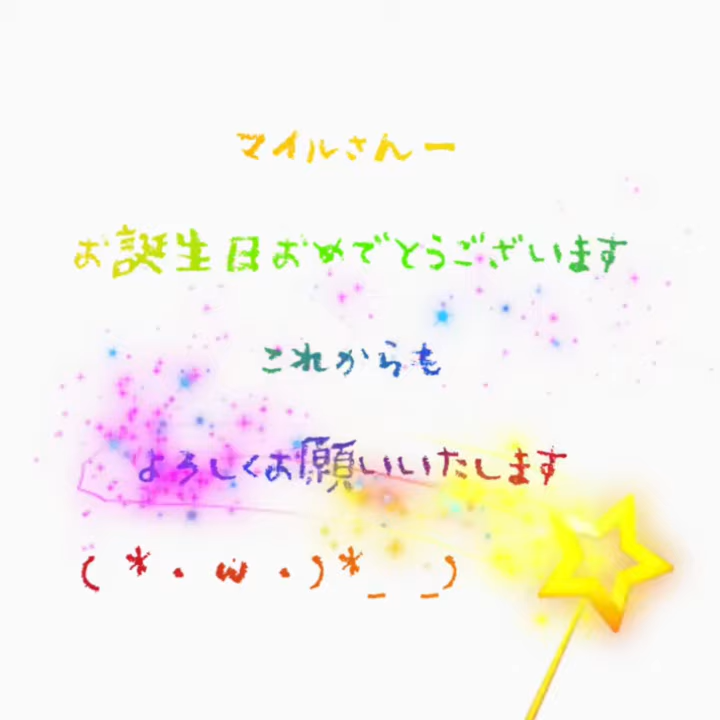 マイルさんー
お誕生日おめでとうございます
これからも
よろしくお願いいたします
( *・ω・)*_ _)